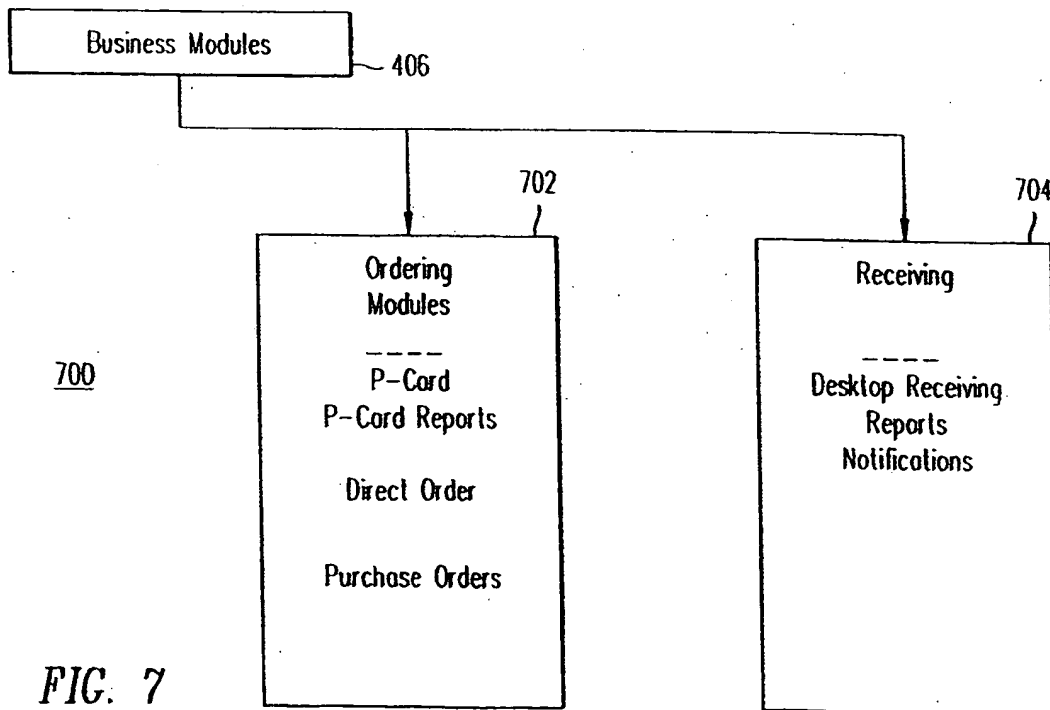 Business Modules
406
702
704
Ordering
Modules
----
P-Card
P-Card Reports
Direct Order
Purchase Orders
Receiving
----
Desktop Receiving
Reports
Notifications
700
FIG. 7